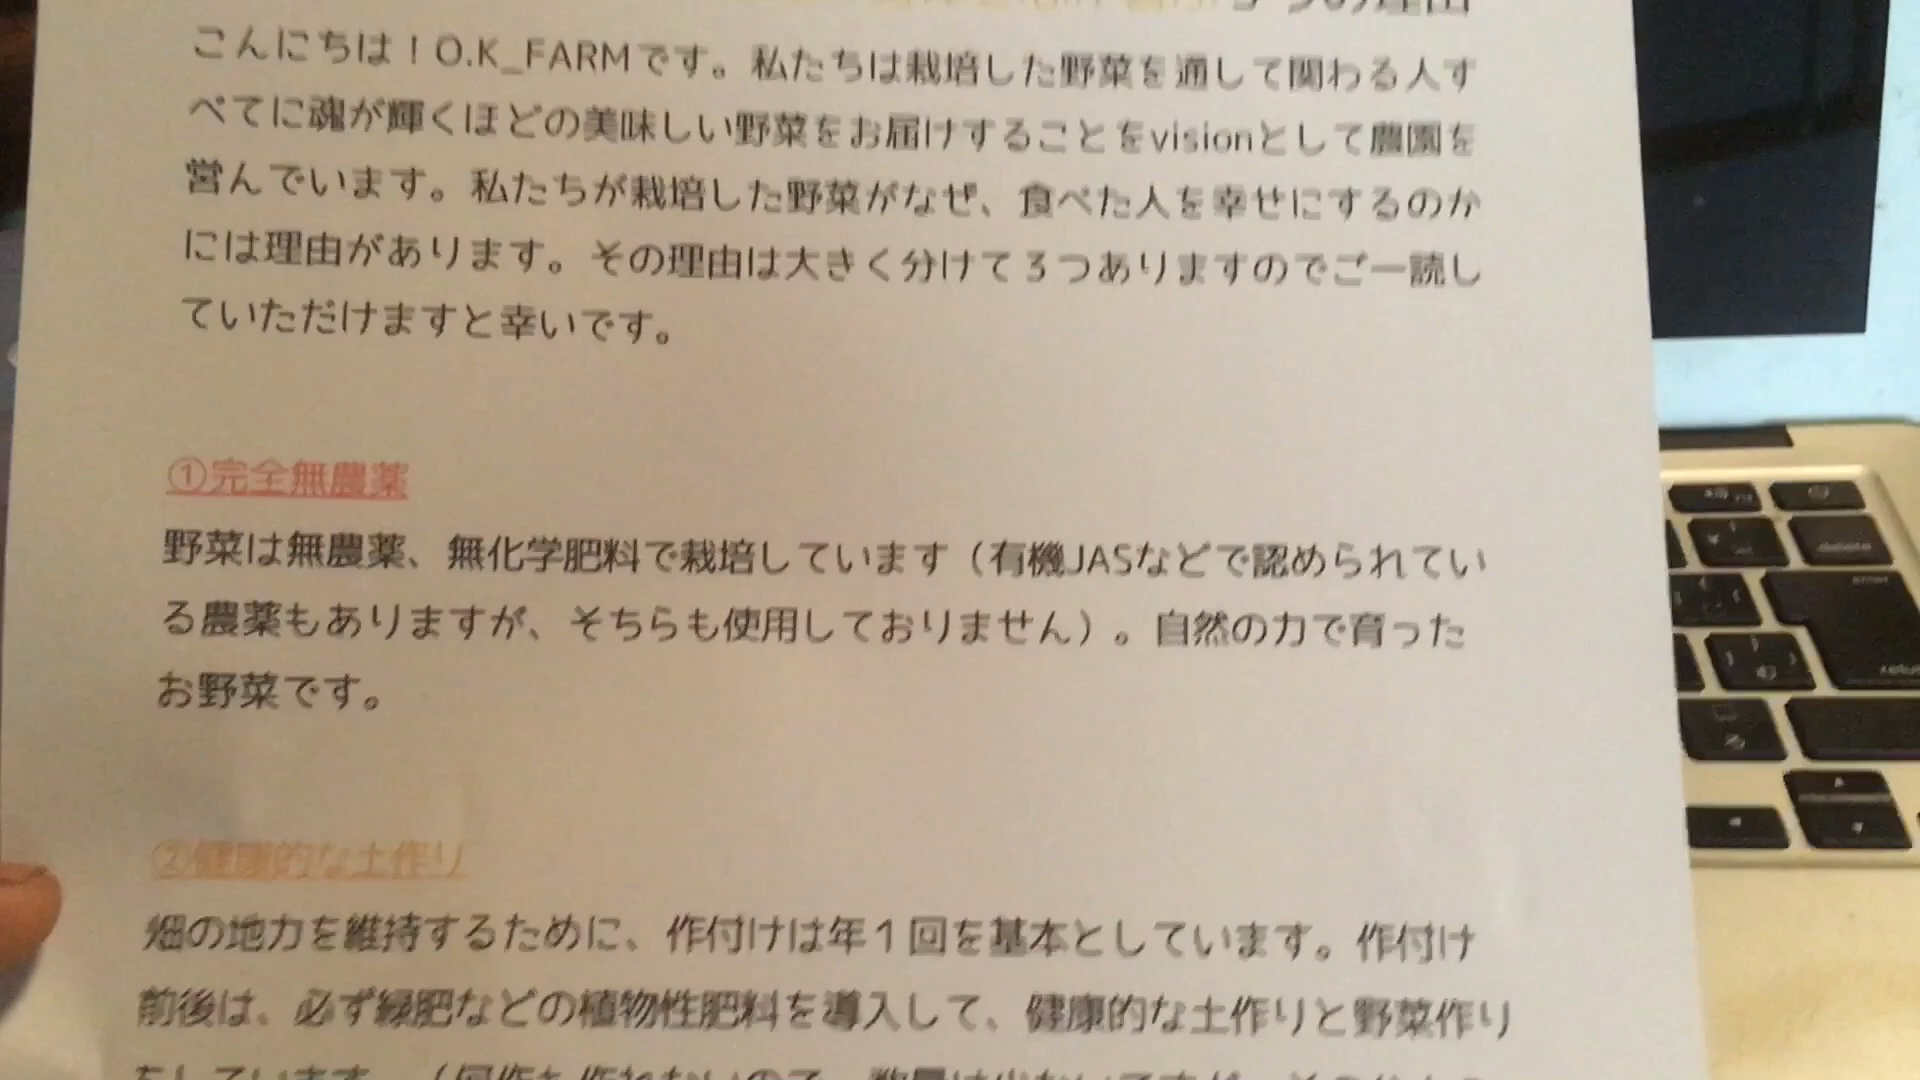 つの理由
こんにちは！O.K_FARMです。私たちは栽培した野菜を通して関わる人す
べてに魂が輝くほどの美味しい野菜をお届けすることをvisionとして農園を
営んでいます。私たちが栽培した野菜がなぜ、食べた人を幸せにするのか
には理由があります。その理由は大きく分けて３つありますのでご一読し
ていただけますと幸いです。
①完全無農薬
野菜は無農薬、無化学肥料で栽培しています（有機JASなどで認められてい
る農薬もありますが、そちらも使用しておりません）。自然の力で育った
お野菜です。
②健康的な土作り
畑の地力を維持するために、作付けは年１回を基本としています。作付け
前後は、必ず緑肥などの植物性肥料を導入して、健康的な土作りと野菜作り
をしています。